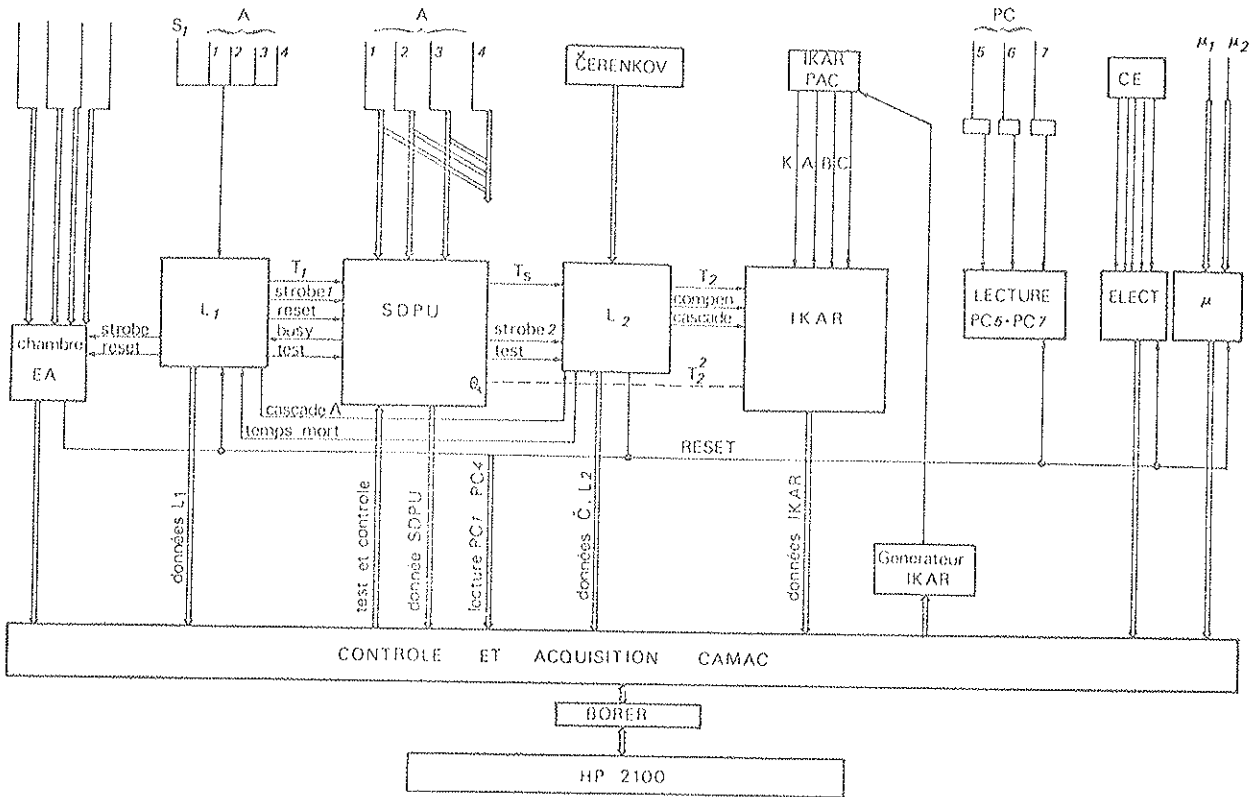 S1
A
1 2 3 4
A
1 2 3 4
ČERENKOV
IKAR
PAC
PC
5 6 7
CE
μ1 μ2
K A B C
L1
T1
strobe1
reset
busy
test
SDPU
θ
Ts
strobe 2
test
L2
T2
compen
cascade
T2²
IKAR
LECTURE
PC5·PC7
ELECT
μ
chambre
EA
strobe
reset
cascade A
temps mort
RESET
données L1
test et controle
donnée SDPU
lecture PC1 PC4
données Č, L2
données IKAR
Generateur
IKAR
CONTROLE ET ACQUISITION CAMAC
BORER
HP 2100